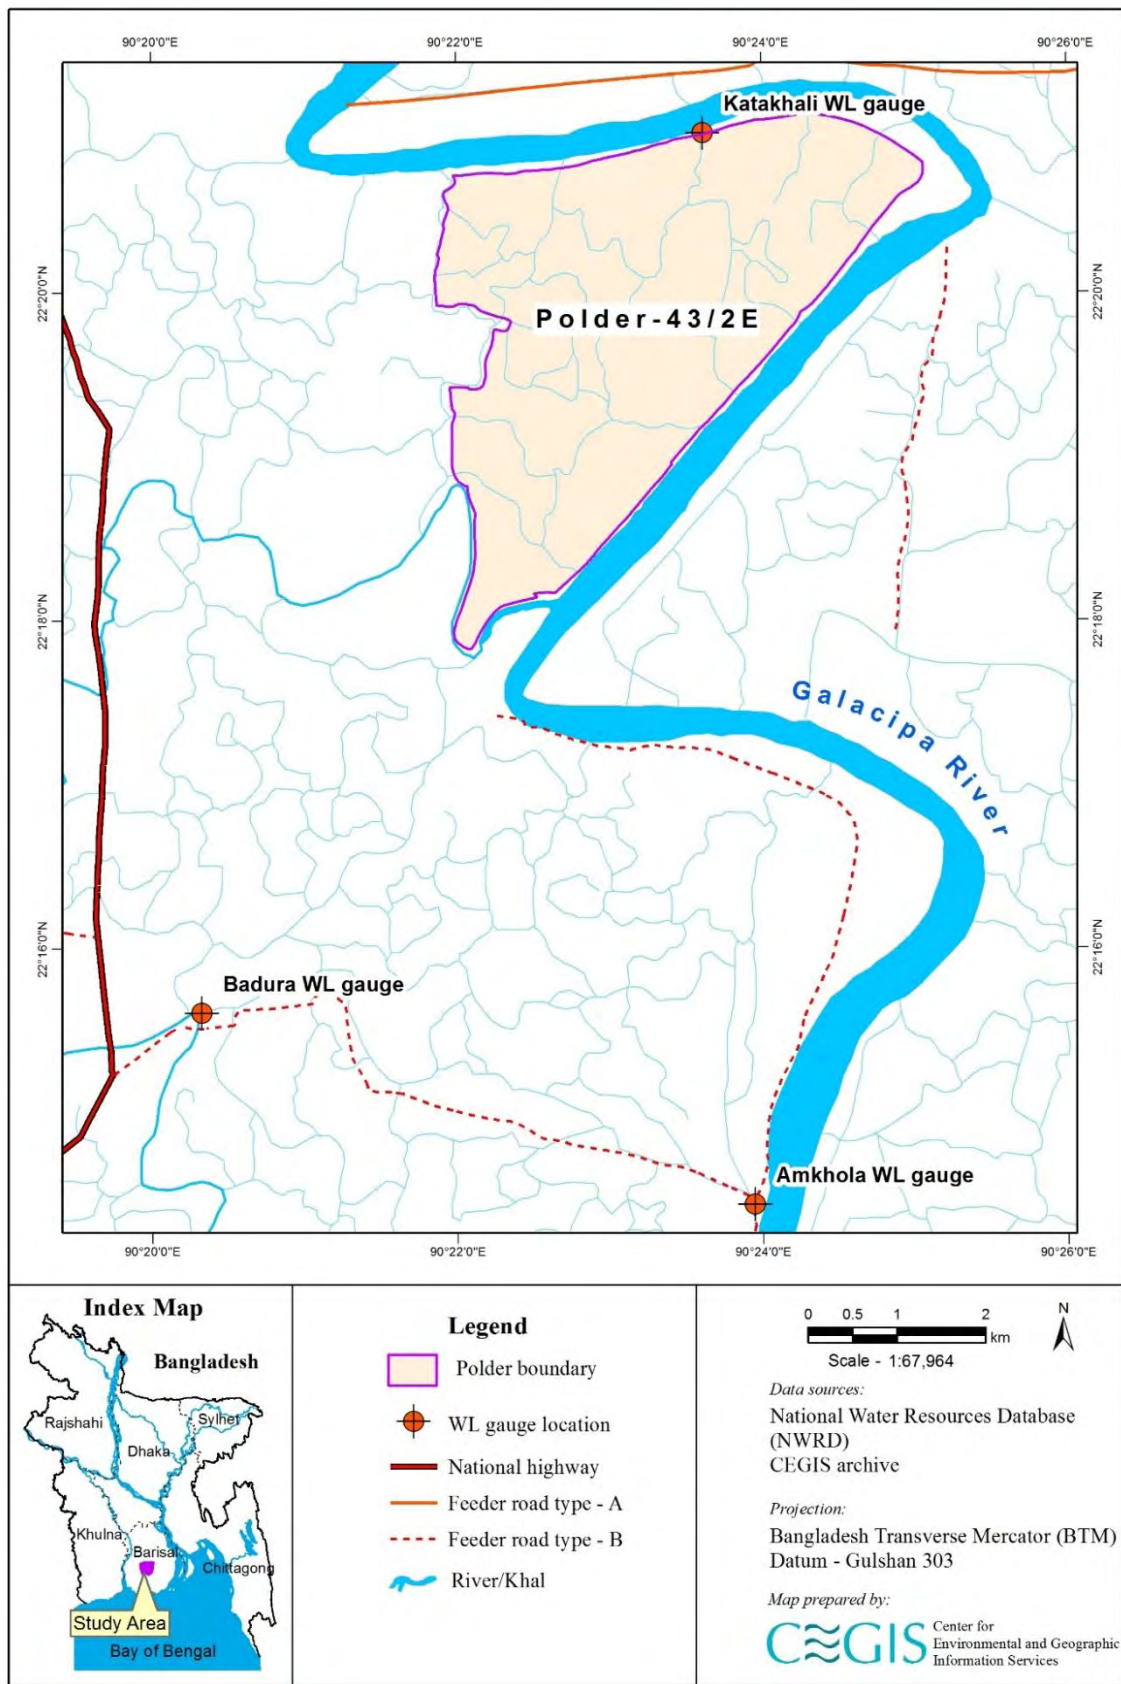 90°20'0"E
90°22'0"E
90°24'0"E
90°26'0"E
Katakhali WL gauge
22°20'0"N
22°20'0"N
Polder-43/2E
22°18'0"N
22°18'0"N
Galacipa River
22°16'0"N
22°16'0"N
Badura WL gauge
Amkhola WL gauge
90°20'0"E
90°22'0"E
90°24'0"E
90°26'0"E
Index Map
Bangladesh
Rajshahi
Sylhet
Dhaka
Khulna
Barisal
Chittagong
Study Area
Bay of Bengal
Legend
Polder boundary
WL gauge location
National highway
Feeder road type - A
Feeder road type - B
River/Khal
0 0.5 1 2
km
N
Scale - 1:67,964
Data sources:
National Water Resources Database
(NWRD)
CEGIS archive
Projection:
Bangladesh Transverse Mercator (BTM)
Datum - Gulshan 303
Map prepared by:
CEGIS
Center for
Environmental and Geographic
Information Services